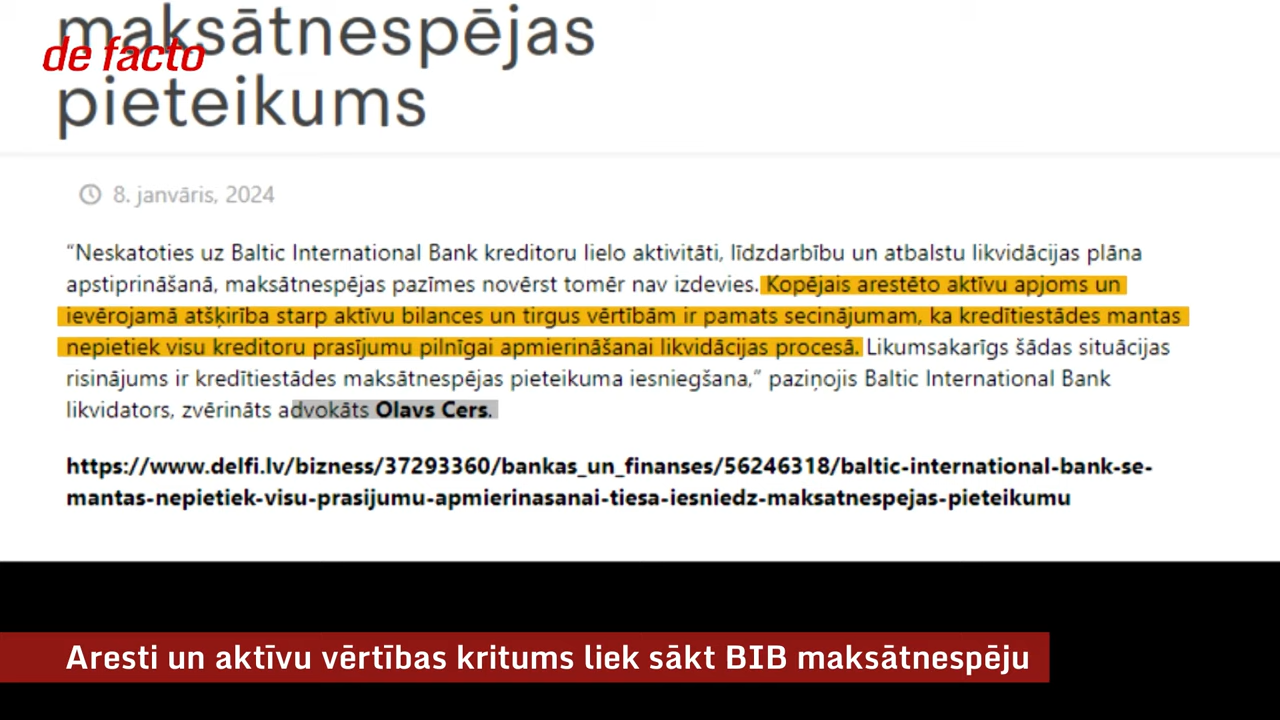 maksātnespējas
de facto
pieteikums
8. janvāris, 2024
“Neskatoties uz Baltic International Bank kreditoru lielo aktivitāti, līdzdarbību un atbalstu likvidācijas plāna
apstiprināšanā, maksātnespējas pazīmes novērst tomēr nav izdevies. Kopējais arestēto aktīvu apjoms un
ievērojamā atšķirība starp aktīvu bilances un tirgus vērtībām ir pamats secinājumam, ka kredītiestādes mantas
nepietiek visu kreditoru prasījumu pilnīgai apmierināšanai likvidācijas procesā. Likumsakarīgs šādas situācijas
risinājums ir kredītiestādes maksātnespējas pieteikuma iesniegšana,” paziņojis Baltic International Bank
likvidators, zvērināts advokāts Olavs Cers.
https://www.delfi.lv/bizness/37293360/bankas_un_finanses/56246318/baltic-international-bank-se-
mantas-nepietiek-visu-prasijumu-apmierinasanai-tiesa-iesniedz-maksatnespejas-pieteikumu
Aresti un aktīvu vērtības kritums liek sākt BIB maksātnespēju